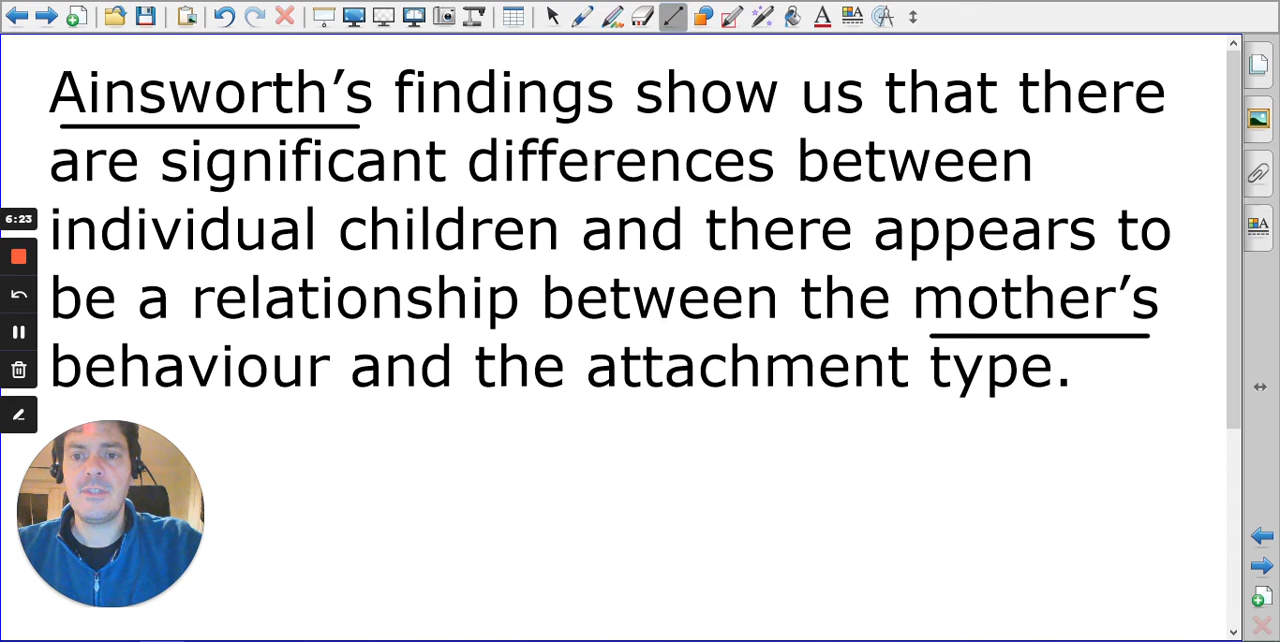 Ainsworth’s findings show us that there
are significant differences between
individual children and there appears to
be a relationship between the mother’s
behaviour and the attachment type.
6:23